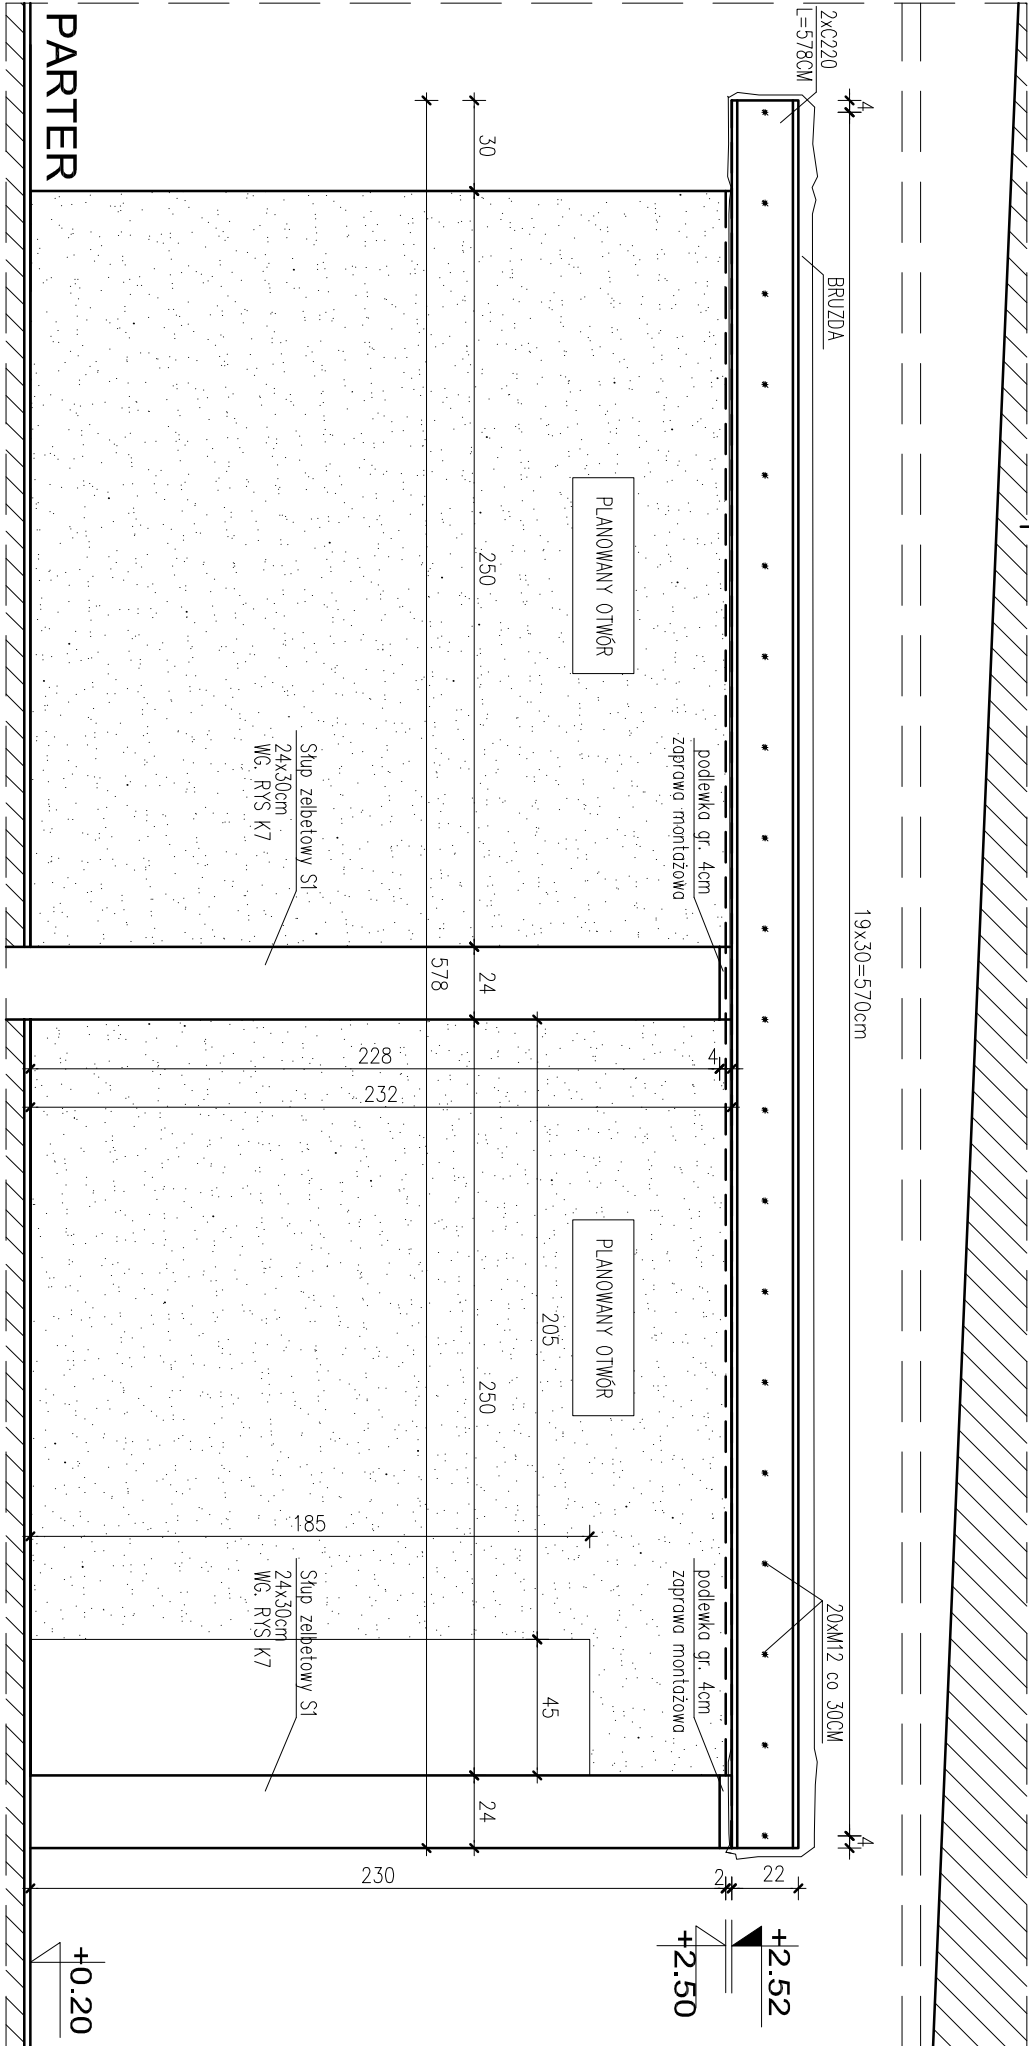 2xC220
L=578CM
4
19x30=570cm
4
BRUZDA
20xM12 co 30CM
podlewka gr. 4cm
zaprawa montażowa
podlewka gr. 4cm
zaprawa montażowa
PLANOWANY OTWÓR
PLANOWANY OTWÓR
205
45
30
250
24
250
24
578
Słup żelbetowy S1
24x30cm
WG. RYS K7
Słup żelbetowy S1
24x30cm
WG. RYS K7
4
228
232
185
22
2
230
+2.52
+2.50
+0.20
PARTER